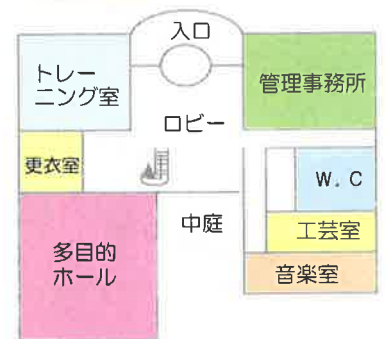 入口
トレー
ニング室
管理事務所
ロビー
更衣室
W.C
中庭
工芸室
多目的
ホール
音楽室